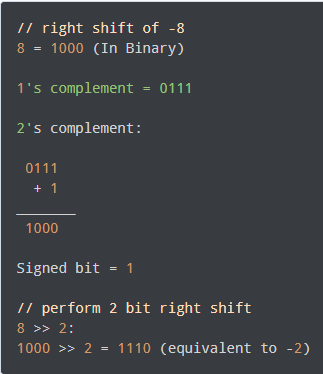 // right shift of -8
8 = 1000 (In Binary)
1's complement = 0111
2's complement:
0111
+ 1
_______
1000
Signed bit = 1
// perform 2 bit right shift
8 >> 2:
1000 >> 2 = 1110 (equivalent to -2)